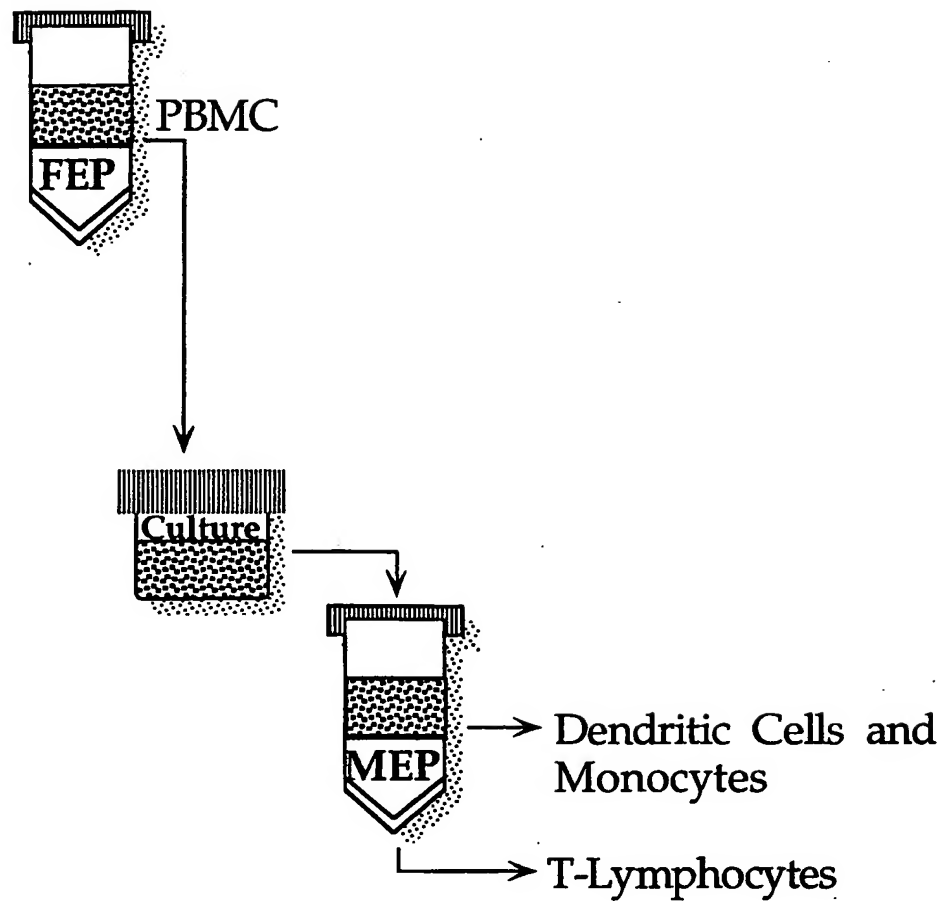 PBMC
FEP
Culture
MEP
Dendritic Cells and
Monocytes
T-Lymphocytes